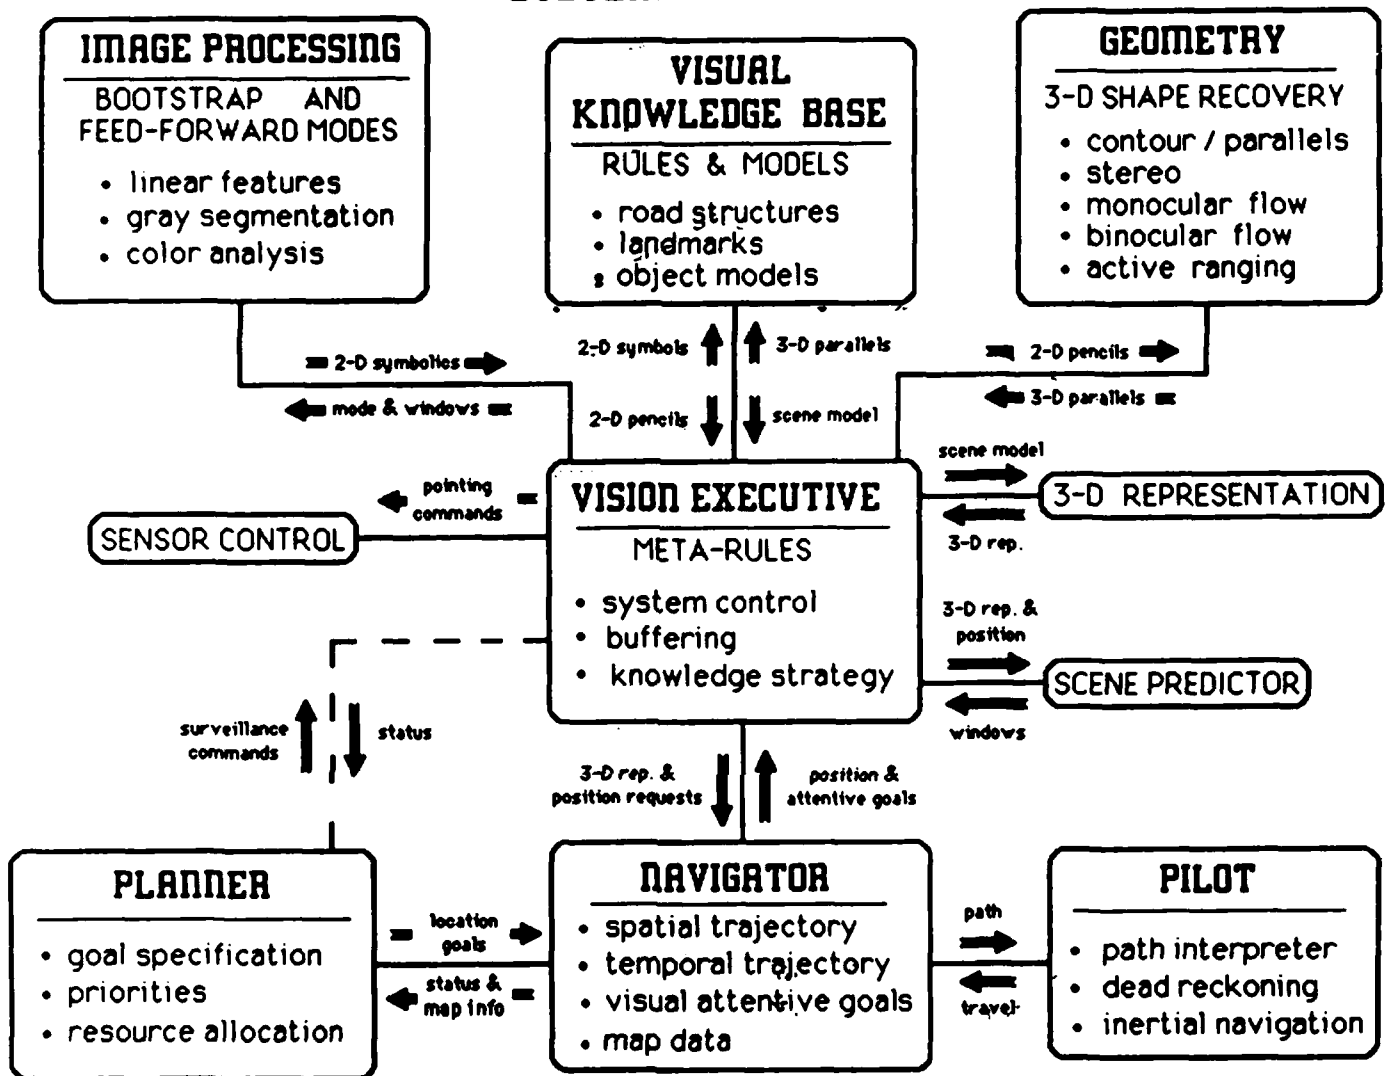 IMAGE PROCESSING
BOOTSTRAP AND
FEED-FORWARD MODES
• linear features
• gray segmentation
• color analysis
VISUAL
KNOWLEDGE BASE
RULES & MODELS
• road structures
• landmarks
• object models
GEOMETRY
3-D SHAPE RECOVERY
• contour / parallels
• stereo
• monocular flow
• binocular flow
• active ranging
2-D symbolics
mode & windows
2-D symbols
3-D parallels
2-D pencils
scene model
2-D pencils
3-D parallels
VISION EXECUTIVE
META-RULES
• system control
• buffering
• knowledge strategy
pointing
commands
SENSOR CONTROL
scene model
3-D REPRESENTATION
3-D rep.
3-D rep. &
position
SCENE PREDICTOR
windows
surveillance
commands
status
3-D rep. &
position requests
position &
attentive goals
PLANNER
• goal specification
• priorities
• resource allocation
location
goals
status &
map info
NAVIGATOR
• spatial trajectory
• temporal trajectory
• visual attentive goals
• map data
path
travel
PILOT
• path interpreter
• dead reckoning
• inertial navigation